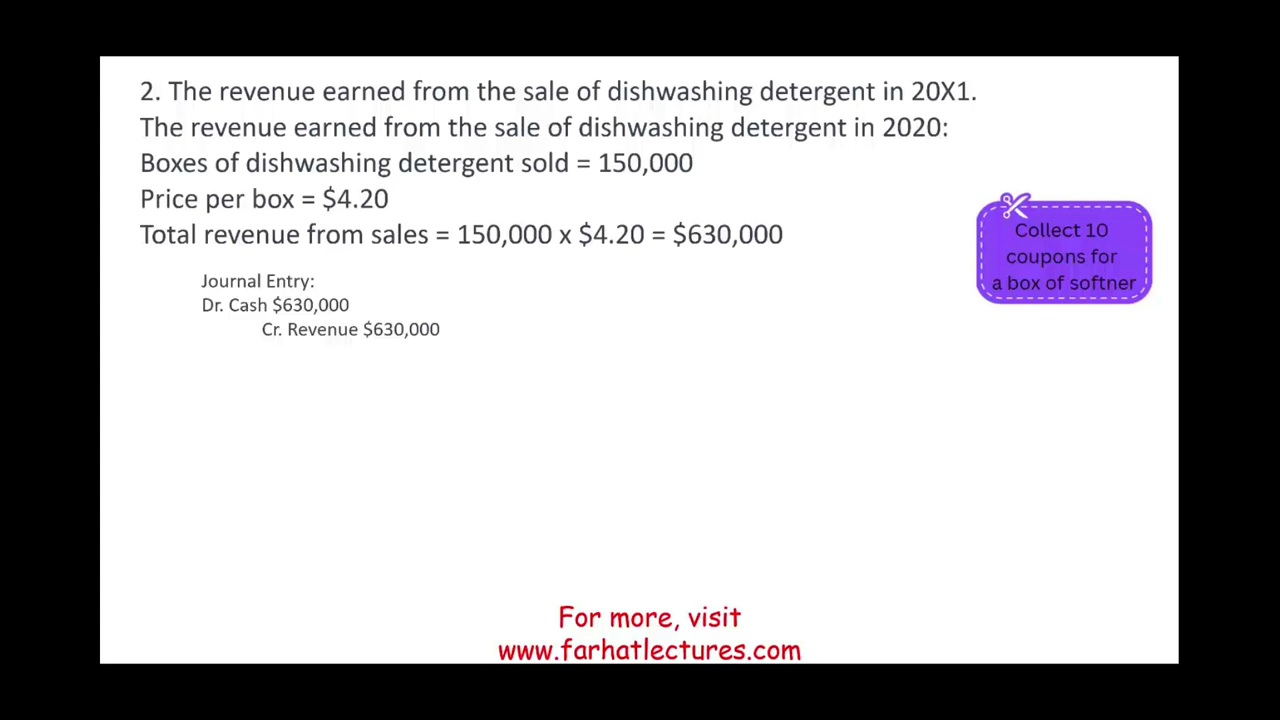 2. The revenue earned from the sale of dishwashing detergent in 20X1.
The revenue earned from the sale of dishwashing detergent in 2020:
Boxes of dishwashing detergent sold = 150,000
Price per box = $4.20
Total revenue from sales = 150,000 x $4.20 = $630,000
Collect 10
coupons for
a box of softner
Journal Entry:
Dr. Cash $630,000
Cr. Revenue $630,000
For more, visit
www.farhatlectures.com